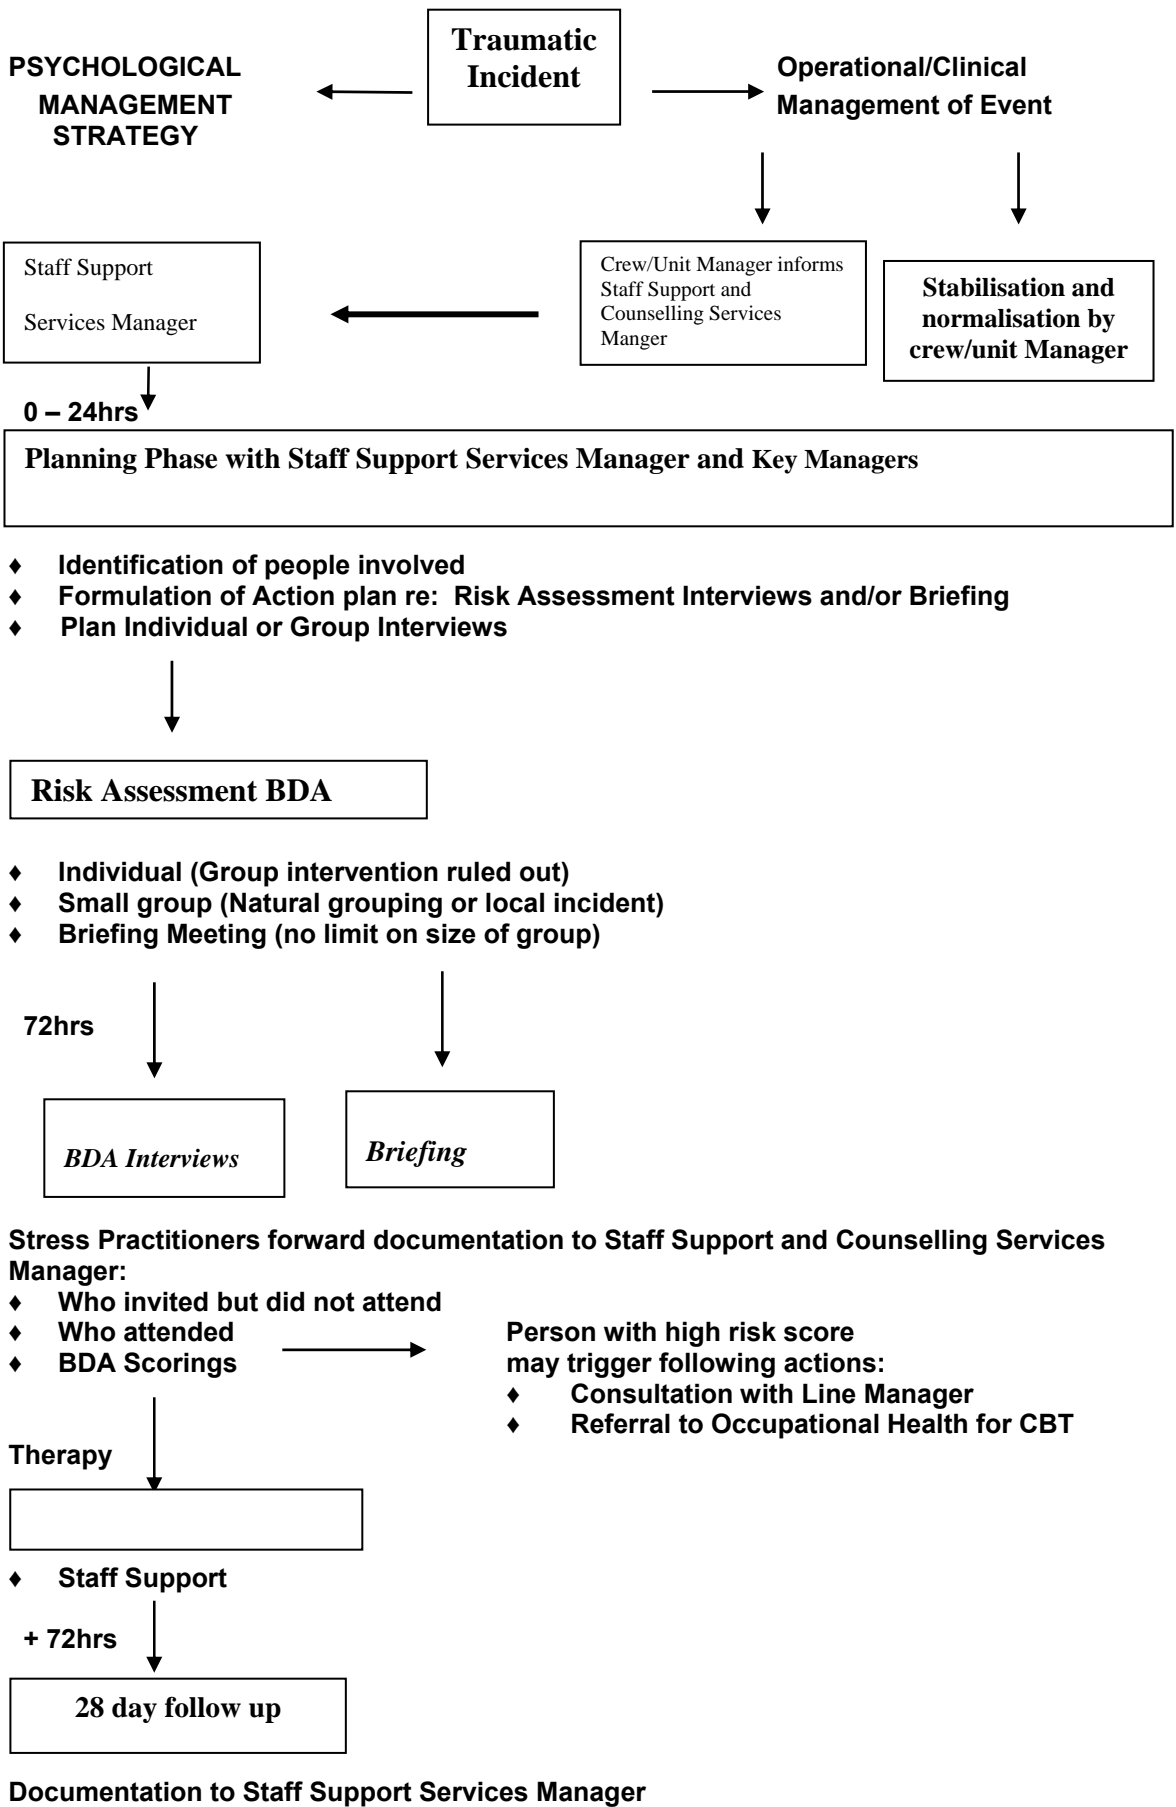 Traumatic
Incident
PSYCHOLOGICAL
MANAGEMENT
STRATEGY
Operational/Clinical
Management of Event
Staff Support
Services Manager
Crew/Unit Manager informs
Staff Support and
Counselling Services
Manger
Stabilisation and
normalisation by
crew/unit Manager
0 – 24hrs
Planning Phase with Staff Support Services Manager and Key Managers
♦ Identification of people involved
♦ Formulation of Action plan re: Risk Assessment Interviews and/or Briefing
♦ Plan Individual or Group Interviews
Risk Assessment BDA
♦ Individual (Group intervention ruled out)
♦ Small group (Natural grouping or local incident)
♦ Briefing Meeting (no limit on size of group)
72hrs
BDA Interviews
Briefing
Stress Practitioners forward documentation to Staff Support and Counselling Services
Manager:
♦ Who invited but did not attend
♦ Who attended
♦ BDA Scorings
Person with high risk score
may trigger following actions:
♦ Consultation with Line Manager
♦ Referral to Occupational Health for CBT
Therapy
♦ Staff Support
+ 72hrs
28 day follow up
Documentation to Staff Support Services Manager